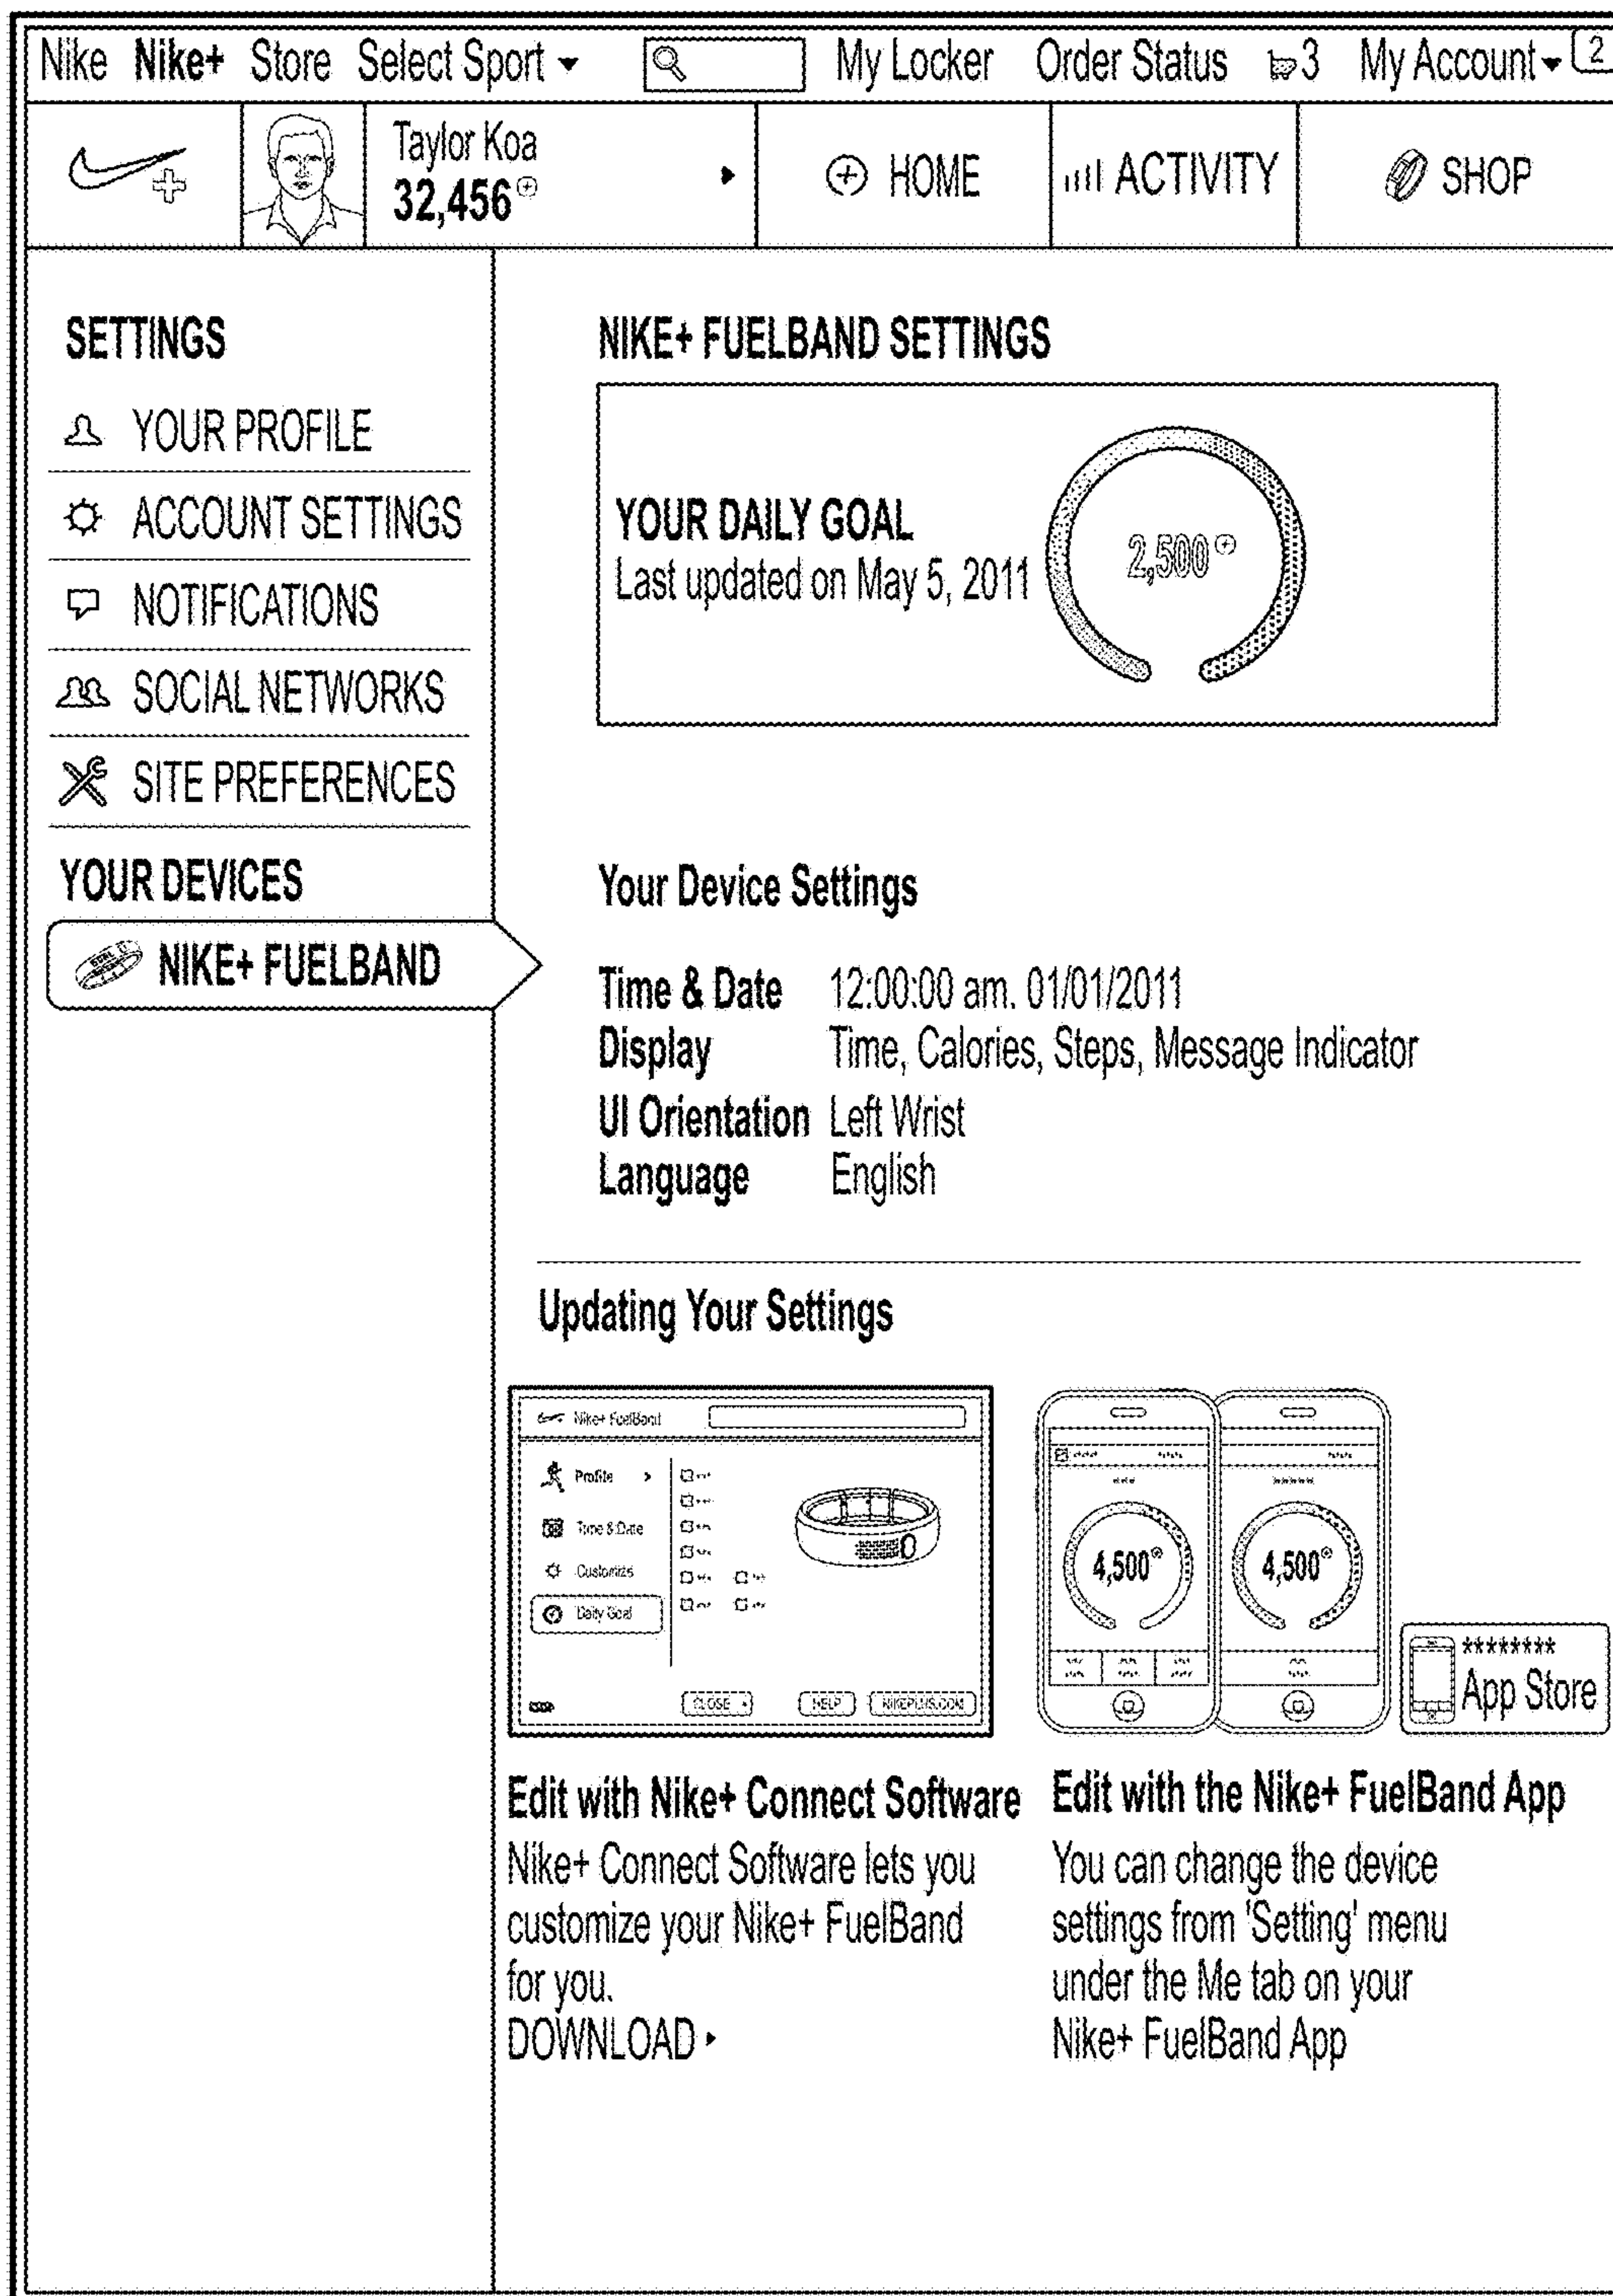 Nike Nike+ Store Select Sport My Locker Order Status 3 My Account 2
Taylor Koa
32,456
HOME
ACTIVITY
SHOP
SETTINGS
YOUR PROFILE
ACCOUNT SETTINGS
NOTIFICATIONS
SOCIAL NETWORKS
SITE PREFERENCES
YOUR DEVICES
NIKE+ FUELBAND
NIKE+ FUELBAND SETTINGS
YOUR DAILY GOAL
Last updated on May 5, 2011
2,500
Your Device Settings
Time & Date 12:00:00 am. 01/01/2011
Display Time, Calories, Steps, Message Indicator
UI Orientation Left Wrist
Language English
Updating Your Settings
Nike+ FuelBand
Profile
Time & Date
Customize
Daily Goal
CLOSE
HELP
NIKEPLUS.COM
4,500
4,500
********
App Store
Edit with Nike+ Connect Software
Nike+ Connect Software lets you
customize your Nike+ FuelBand
for you.
DOWNLOAD
Edit with the Nike+ FuelBand App
You can change the device
settings from 'Setting' menu
under the Me tab on your
Nike+ FuelBand App